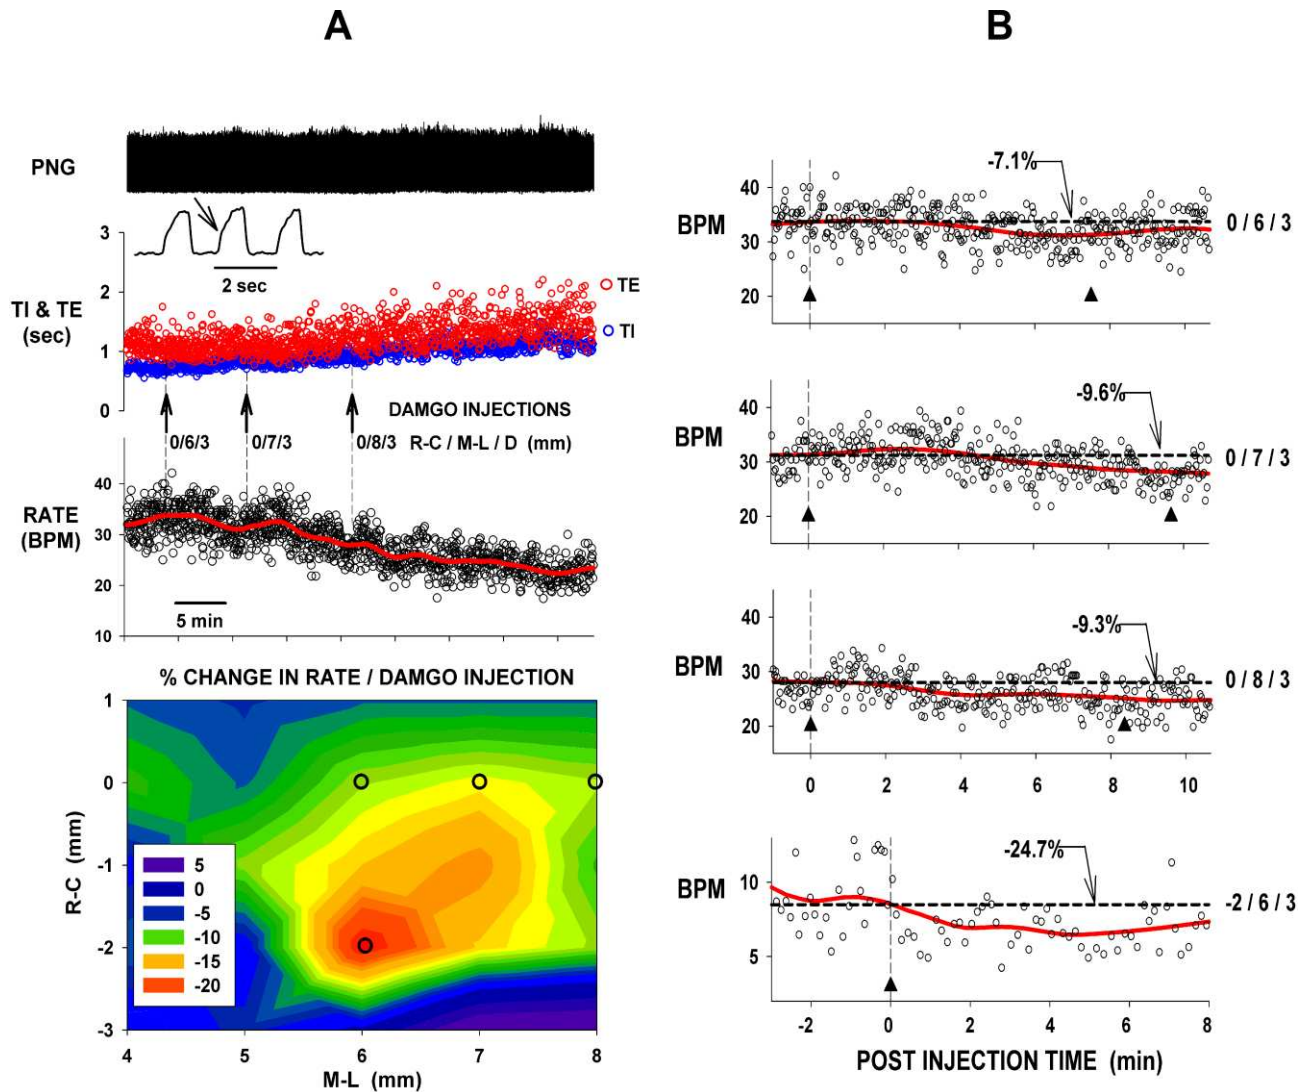 A
B
PNG
3
2 sec
2
TE
TI & TE
(sec)
TI
1
0
DAMGO INJECTIONS
0/6/3 0/7/3 0/8/3 R-C / M-L / D (mm)
40
RATE
(BPM)
30
20
5 min
10
% CHANGE IN RATE / DAMGO INJECTION
1
0
-1
-2
-3
R-C (mm)
5
0
-5
-10
-15
-20
4 5 6 7 8
M-L (mm)
-7.1%
40
BPM
30
20
0 / 6 / 3
-9.6%
40
BPM
30
20
0 / 7 / 3
-9.3%
40
BPM
30
20
0 / 8 / 3
0 2 4 6 8 10
-24.7%
BPM
10
5
-2 / 6 / 3
-2 0 2 4 6 8
POST INJECTION TIME (min)